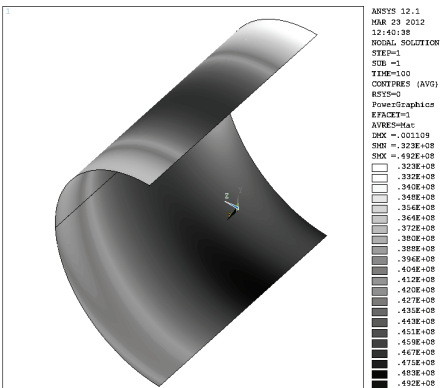 1
ANSYS 12.1
MAR 23 2012
12:40:38
NODAL SOLUTION
STEP=1
SUB =1
TIME=100
CONTPRES (AVG)
RSYS=0
PowerGraphics
EFACET=1
AVRES=Mat
DMX =.001109
SMN =.323E+08
SMX =.492E+08
.323E+08
.332E+08
.340E+08
.348E+08
.356E+08
.364E+08
.372E+08
.380E+08
.388E+08
.396E+08
.404E+08
.412E+08
.420E+08
.427E+08
.435E+08
.443E+08
.451E+08
.459E+08
.467E+08
.475E+08
.483E+08
.492E+08
Z